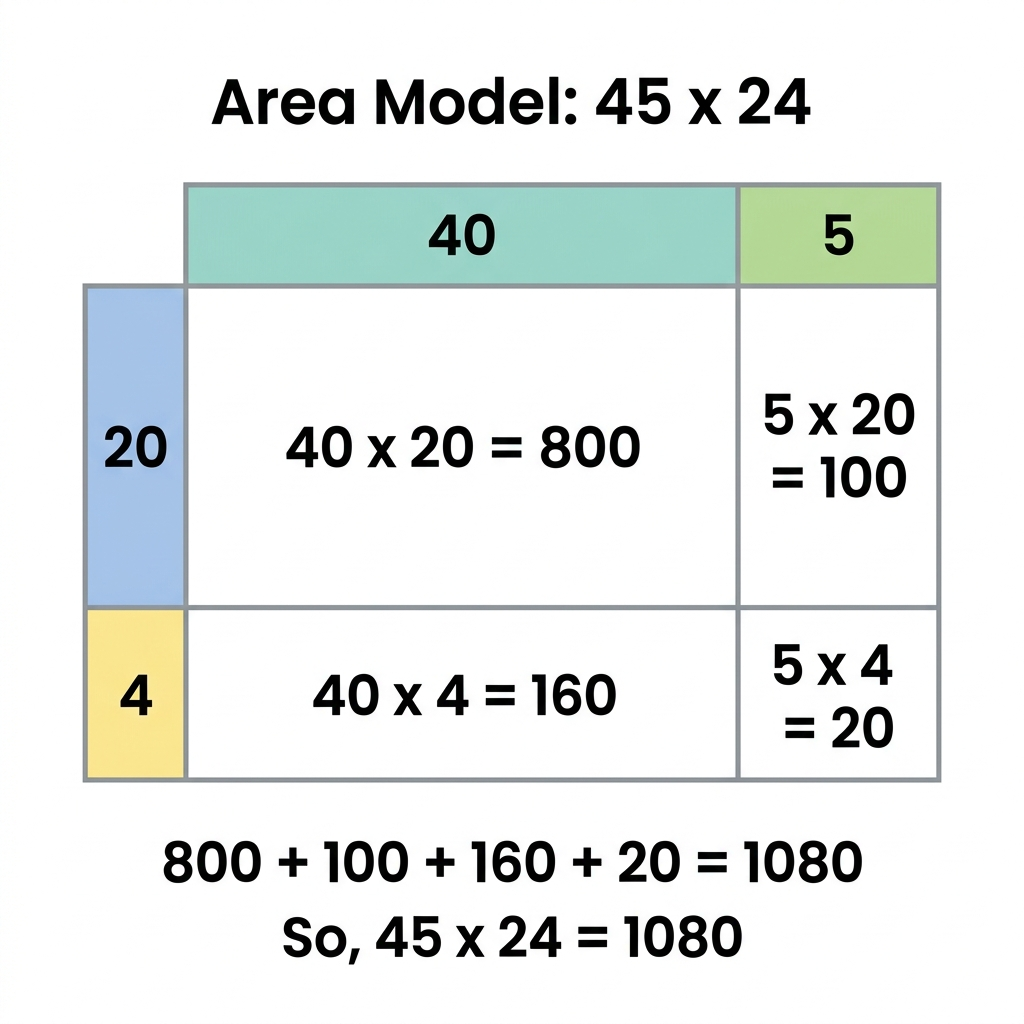 Area Model: 45 x 24
40
5
20
40 x 20 = 800
5 x 20
= 100
4
40 x 4 = 160
5 x 4
= 20
800 + 100 + 160 + 20 = 1080
So, 45 x 24 = 1080